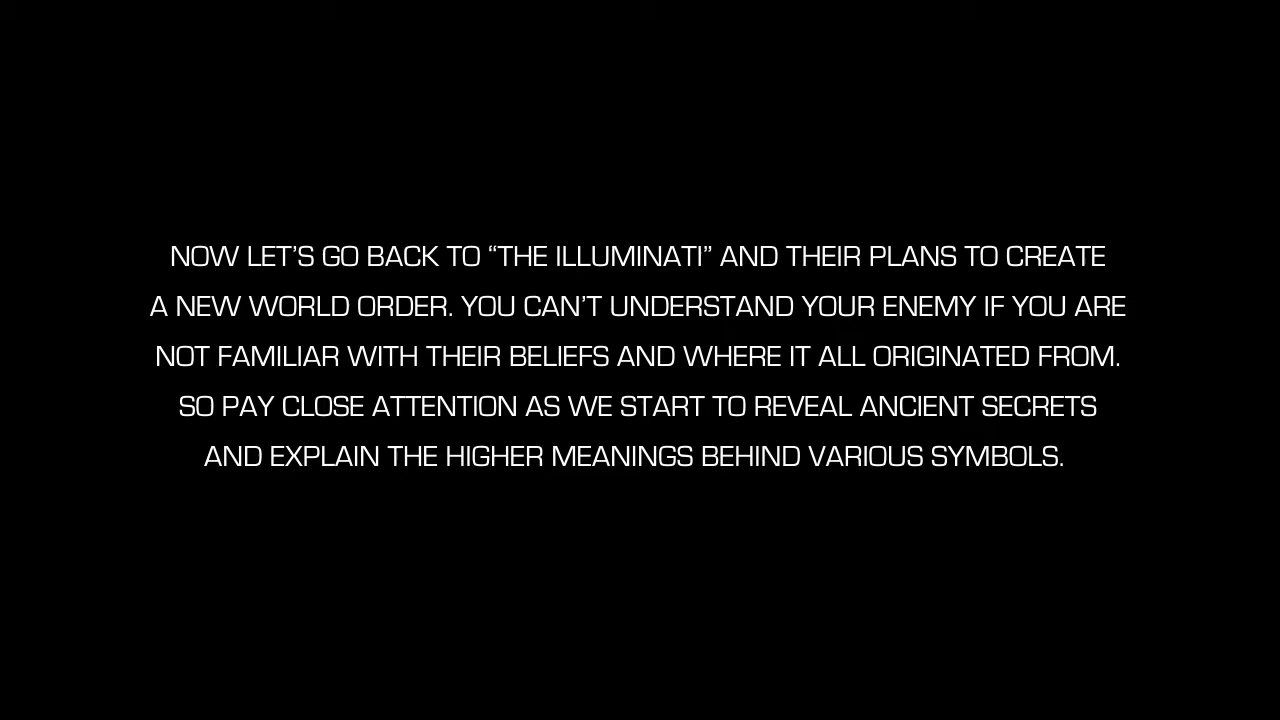 NOW LET’S GO BACK TO “THE ILLUMINATI” AND THEIR PLANS TO CREATE
A NEW WORLD ORDER. YOU CAN’T UNDERSTAND YOUR ENEMY IF YOU ARE
NOT FAMILIAR WITH THEIR BELIEFS AND WHERE IT ALL ORIGINATED FROM.
SO PAY CLOSE ATTENTION AS WE START TO REVEAL ANCIENT SECRETS
AND EXPLAIN THE HIGHER MEANINGS BEHIND VARIOUS SYMBOLS.